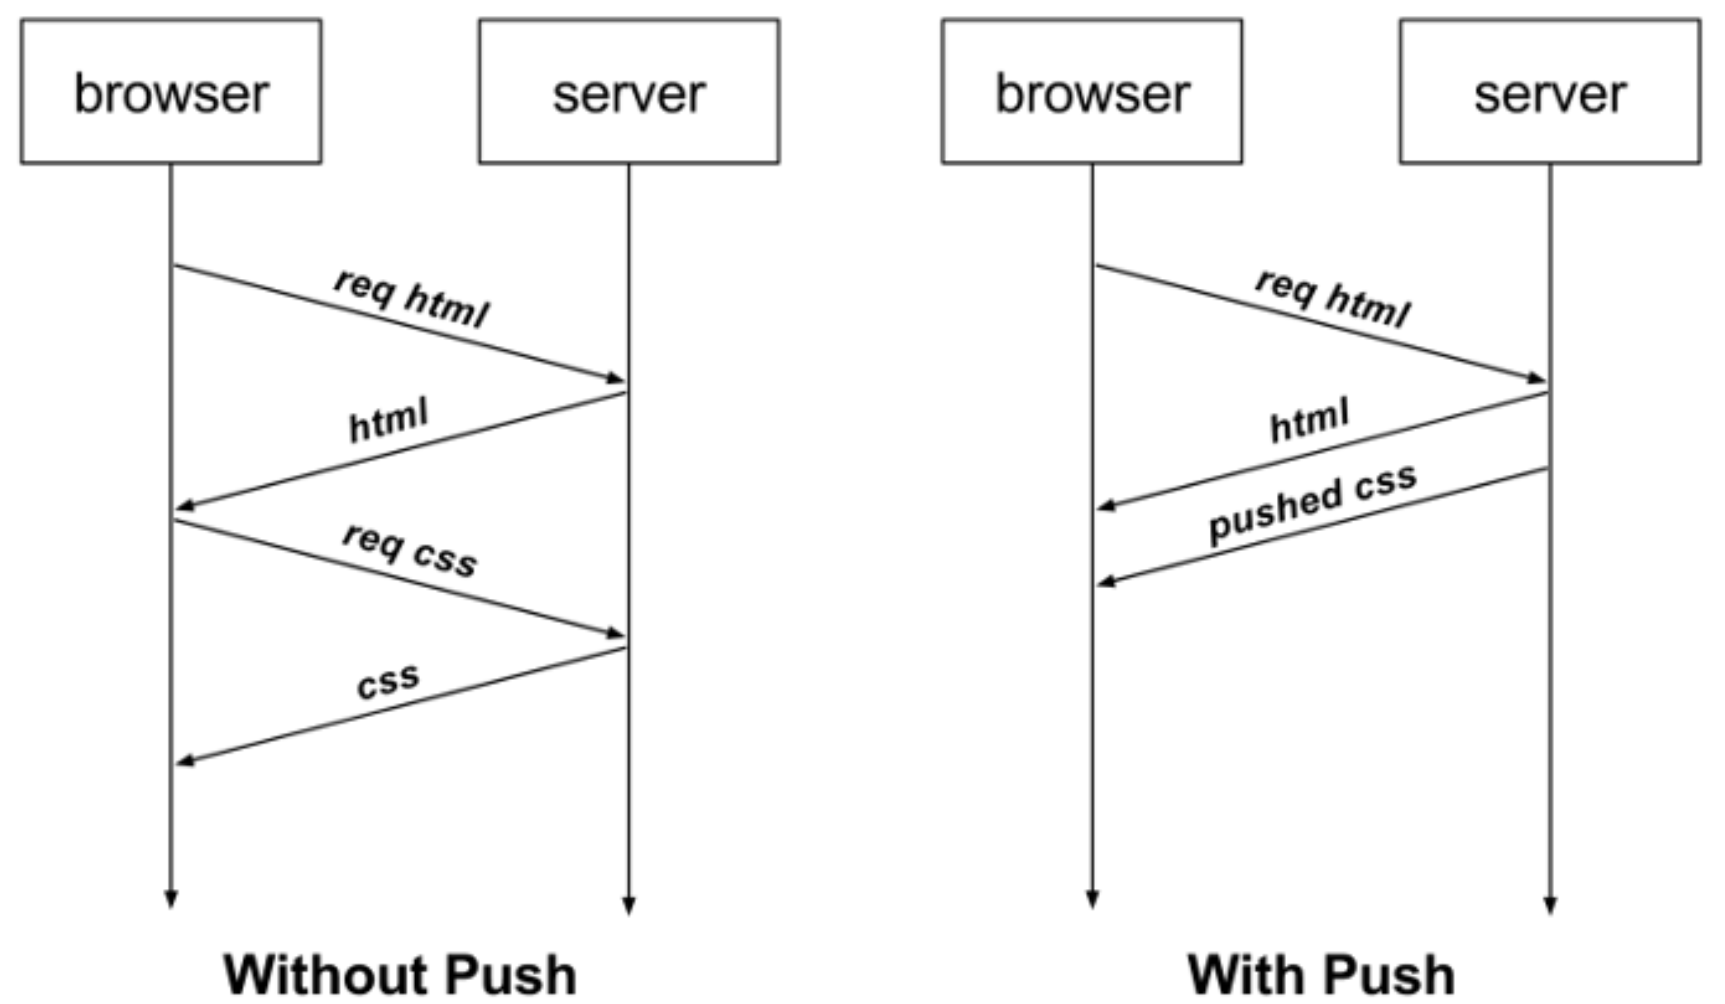 browser
server
req html
html
req css
css
Without Push
browser
server
req html
html
pushed css
With Push